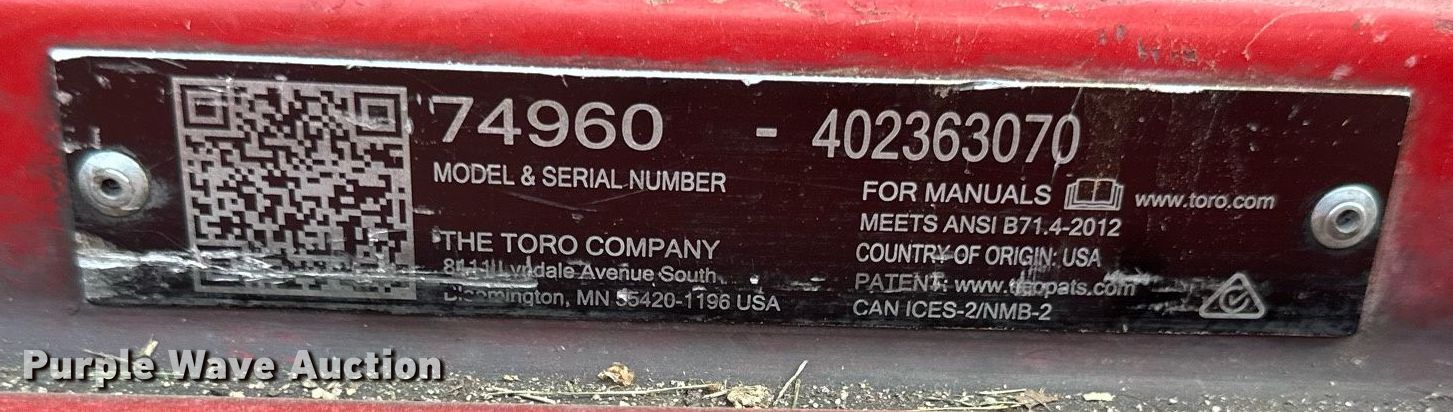 74960 - 402363070
MODEL & SERIAL NUMBER
FOR MANUALS www.toro.com
MEETS ANSI B71.4-2012
THE TORO COMPANY
COUNTRY OF ORIGIN: USA
8111 Lyndale Avenue South
PATENT: www.toropats.com
Bloomington, MN 55420-1196 USA
CAN ICES-2/NMB-2
Purple Wave Auction